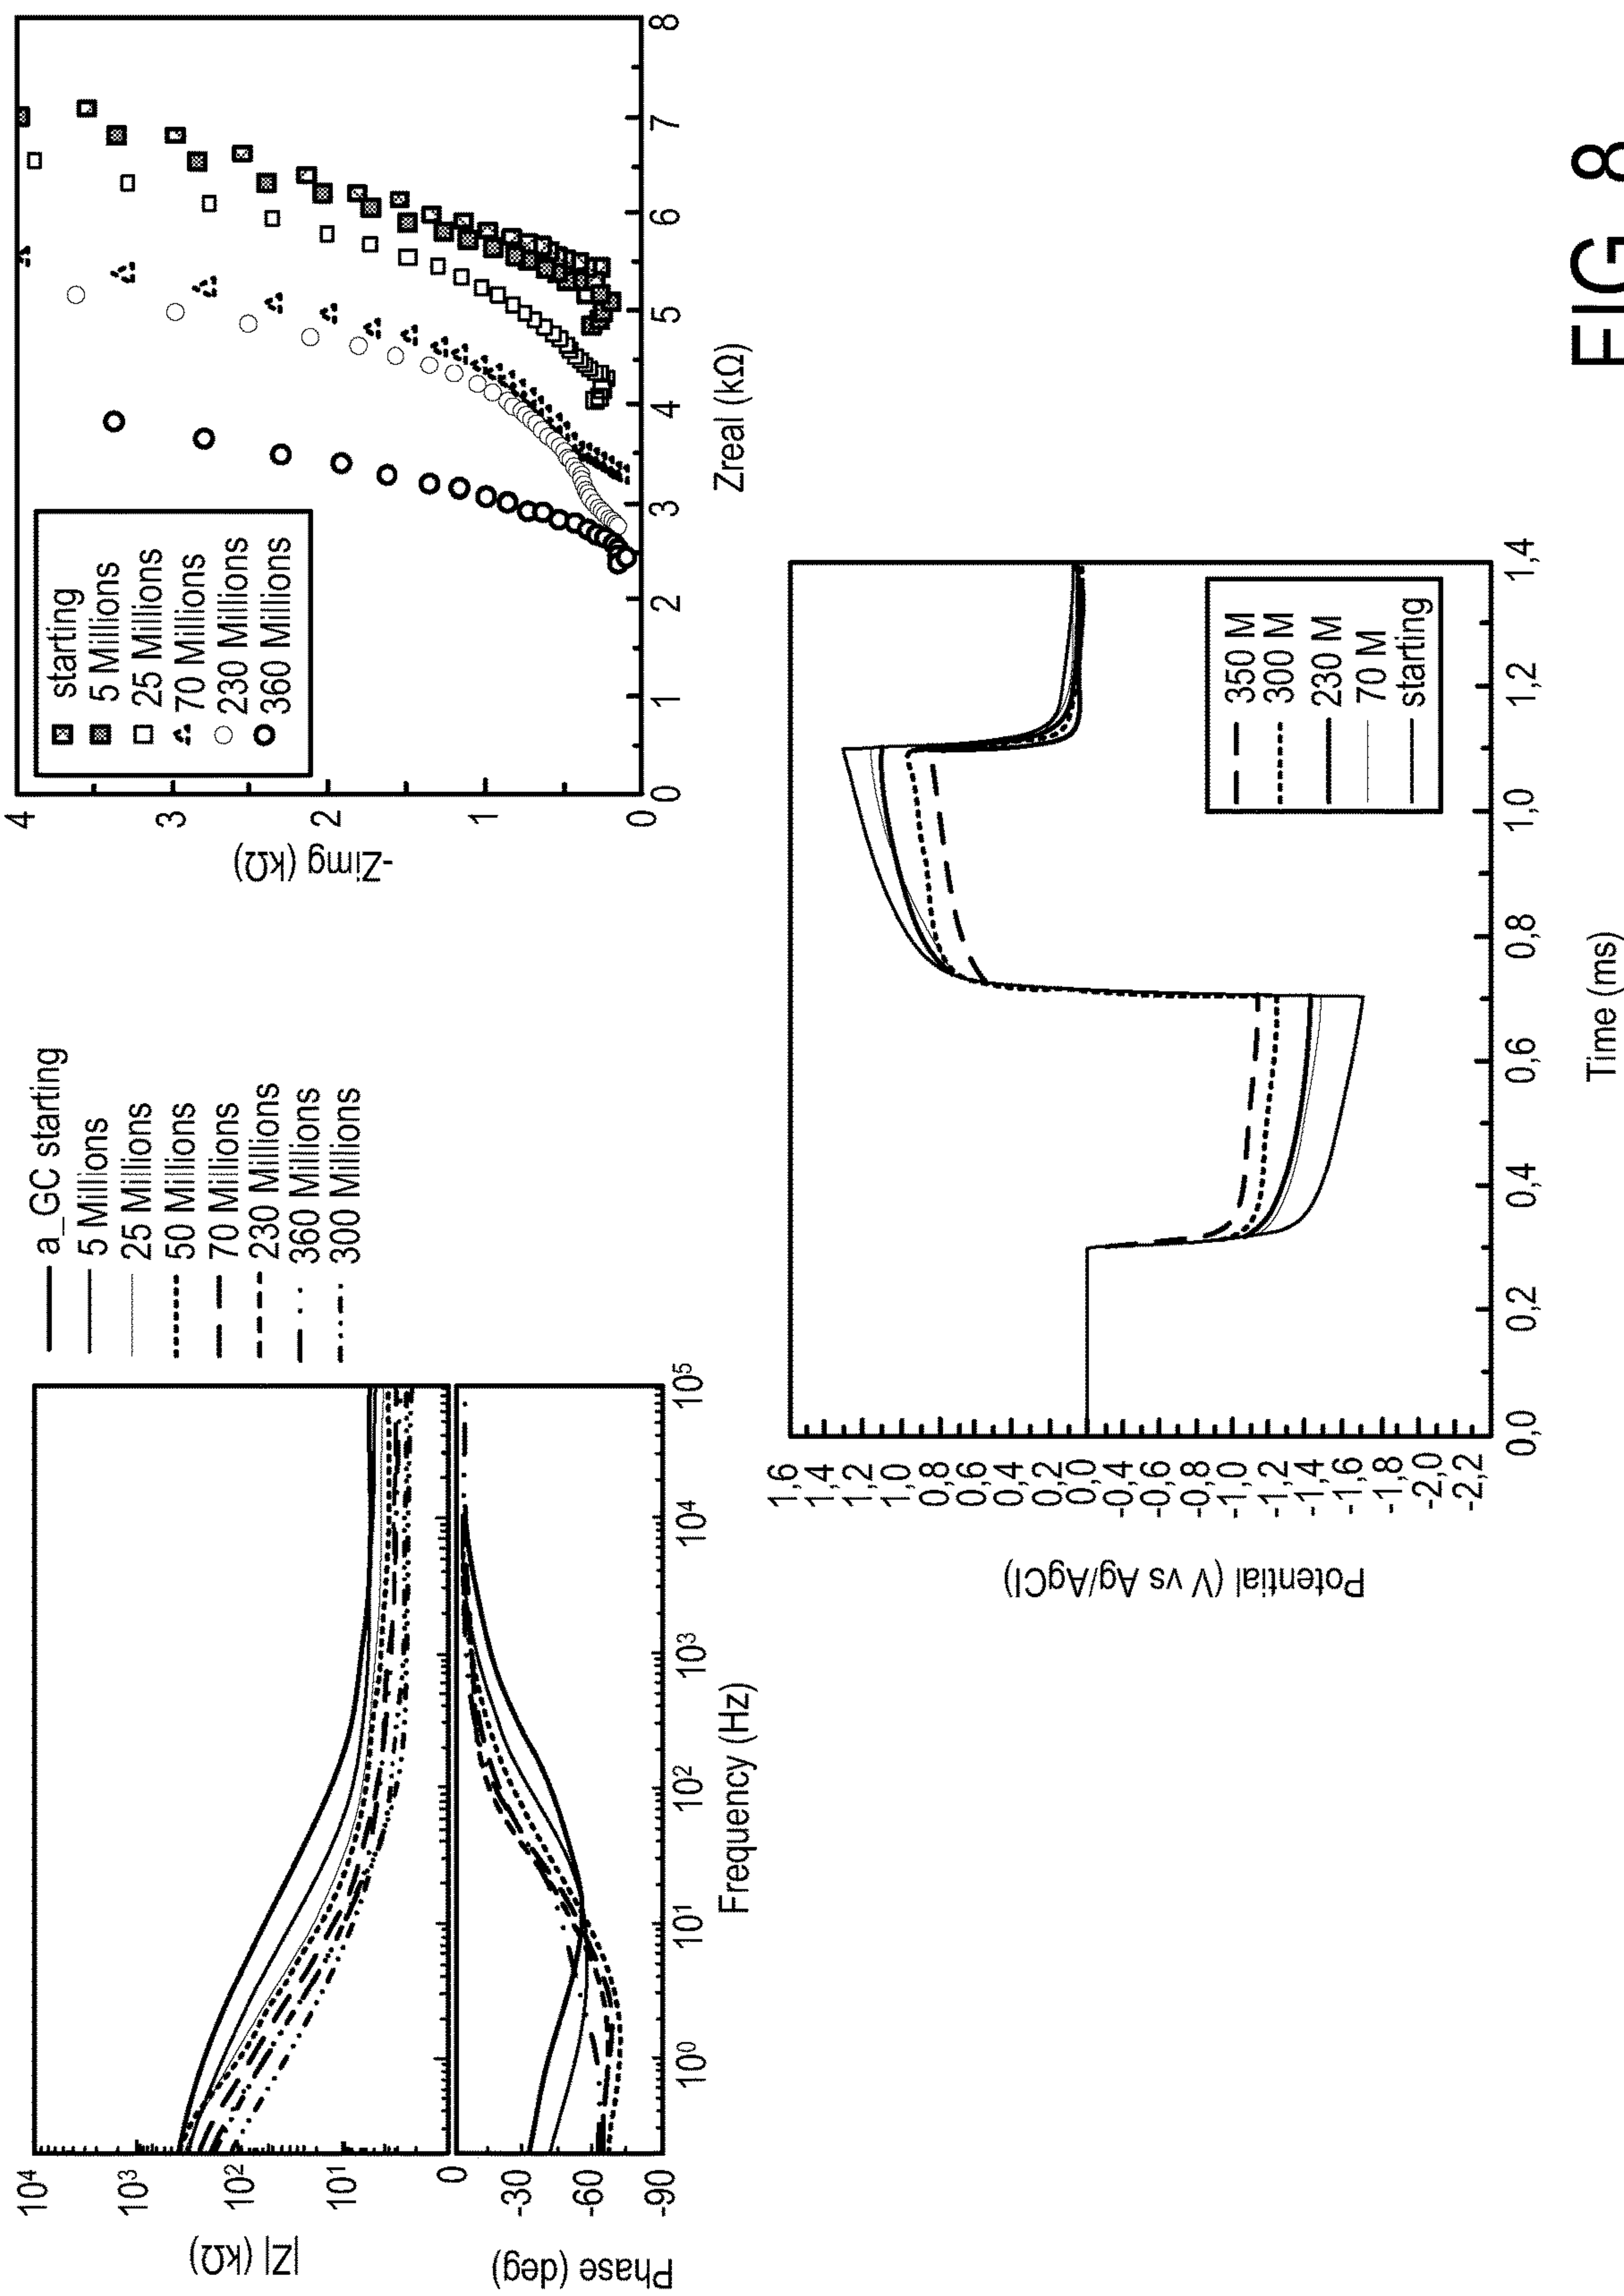 |Z| (kΩ)
10⁴
10³
10²
10¹
Phase (deg)
0
-30
-60
-90
10⁰
10¹
10²
10³
10⁴
10⁵
Frequency (Hz)
a_GC starting
5 Millions
25 Millions
50 Millions
70 Millions
230 Millions
360 Millions
300 Millions
-Zimg (kΩ)
4
3
2
1
0
0
1
2
3
4
5
6
7
8
Zreal (kΩ)
starting
5 Millions
25 Millions
70 Millions
230 Millions
360 Millions
Potential (V vs Ag/AgCl)
1,6
1,4
1,2
1,0
0,8
0,6
0,4
0,2
0,0
-0,4
-0,6
-0,8
-1,0
-1,2
-1,4
-1,6
-1,8
-2,0
-2,2
0,0
0,2
0,4
0,6
0,8
1,0
1,2
1,4
Time (ms)
350 M
300 M
230 M
70 M
starting
FIG 8